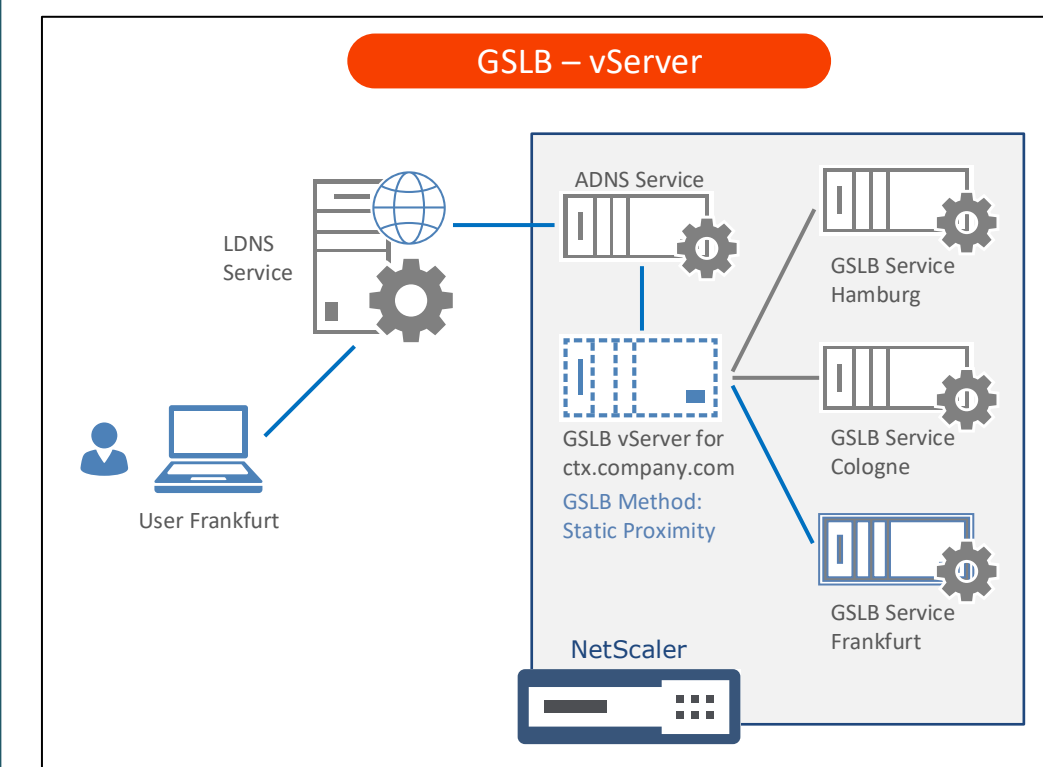 GSLB – vServer
ADNS Service
LDNS
Service
GSLB Service
Hamburg
GSLB vServer for
ctx.company.com
GSLB Method:
Static Proximity
GSLB Service
Cologne
User Frankfurt
GSLB Service
Frankfurt
NetScaler